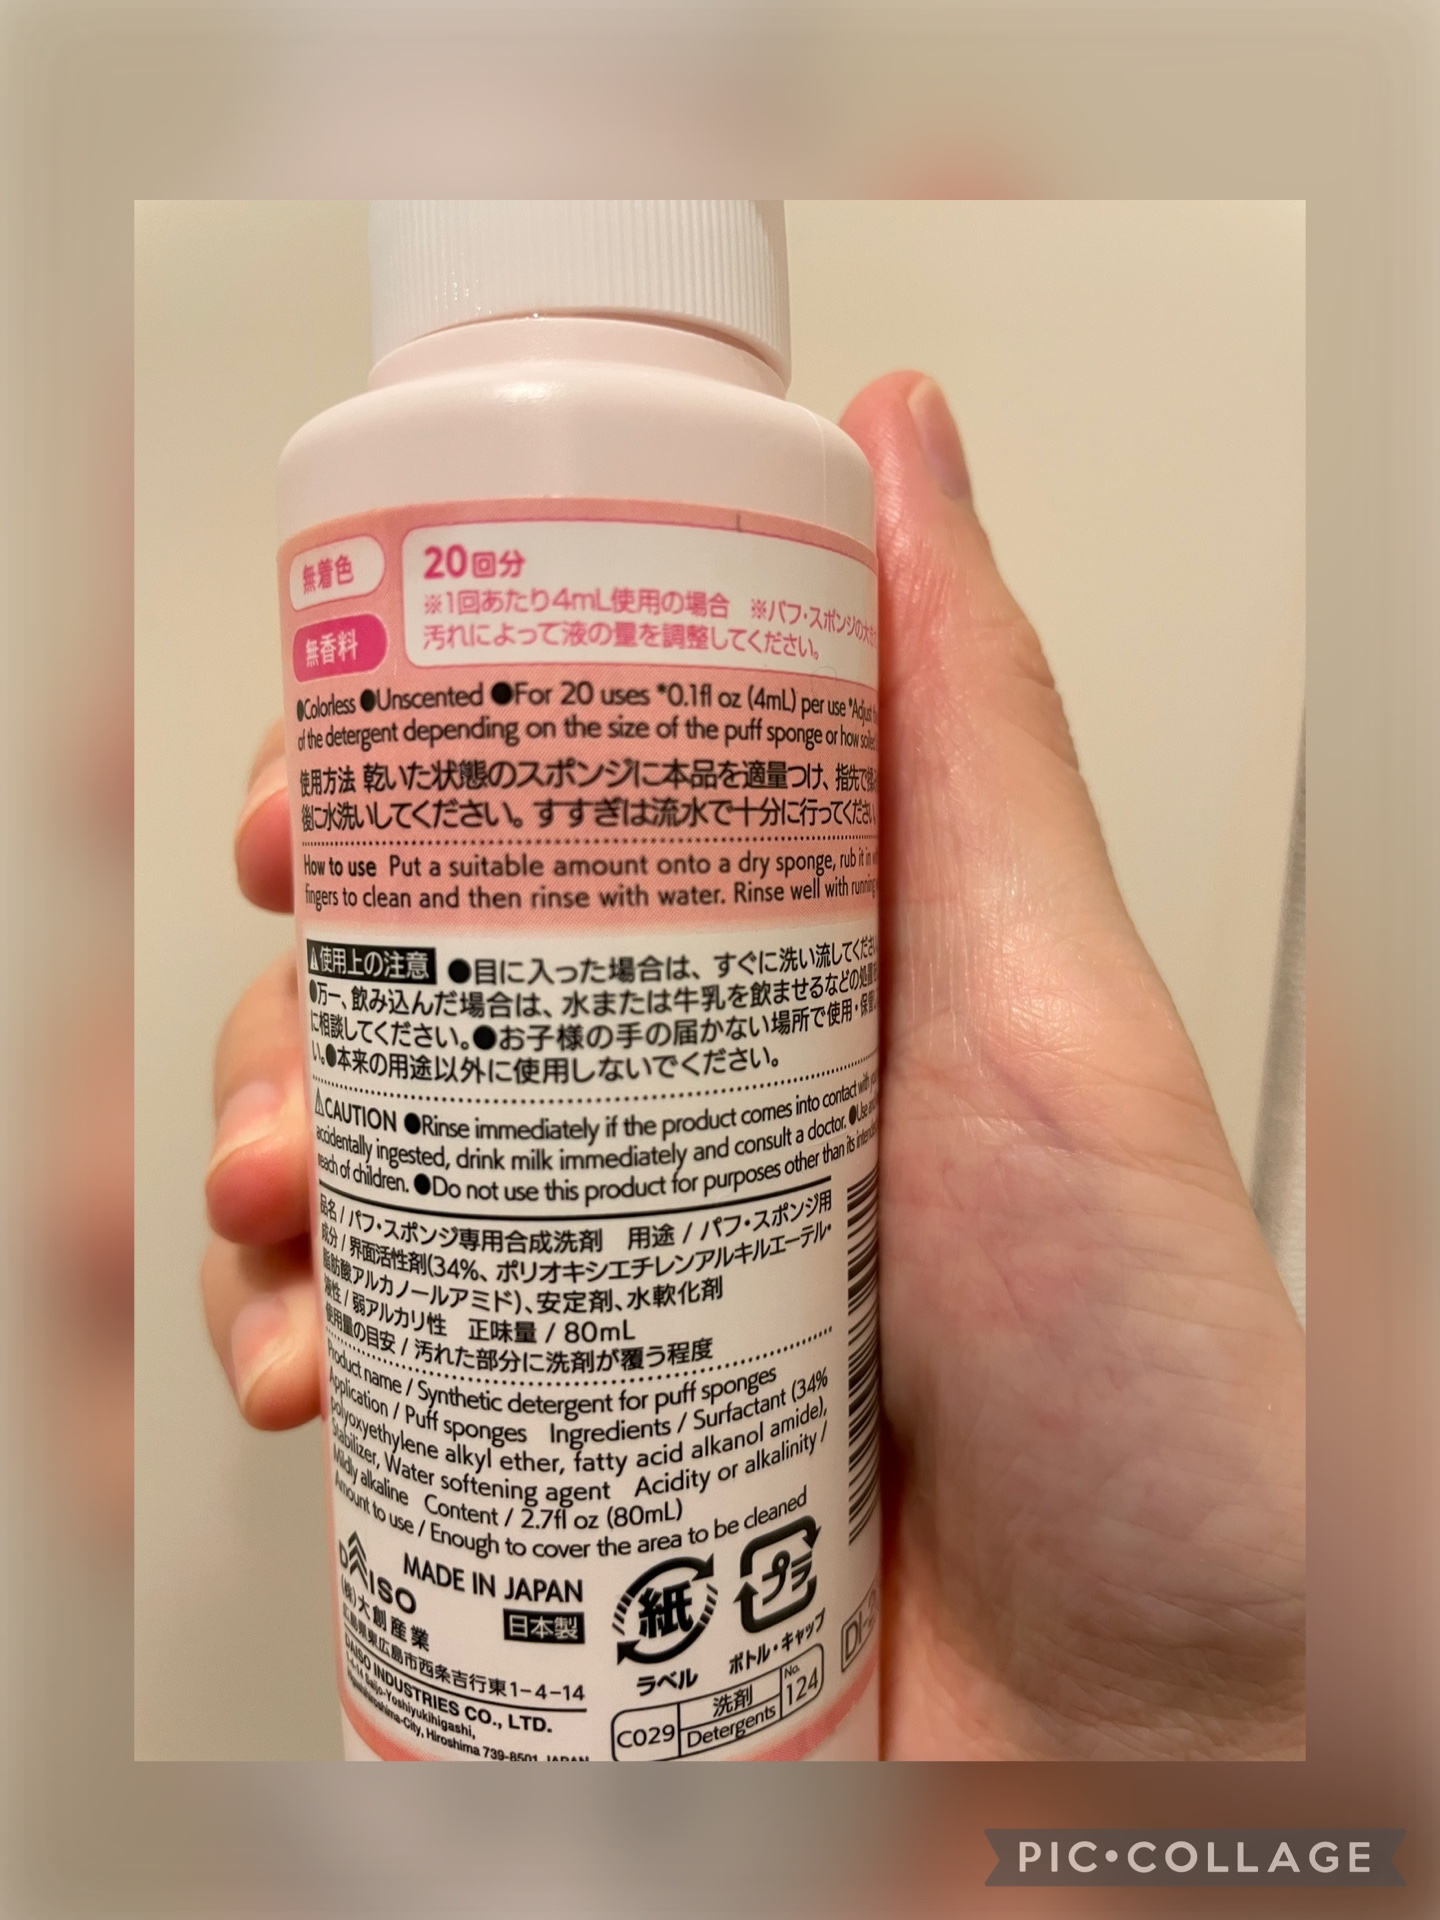 無着色
無香料
20回分
※1回あたり4mL使用の場合 ※パフ・スポンジの大
汚れによって液の量を調整してください。
●Colorless ●Unscented ●For 20 uses *0.1fl oz (4mL) per use *Adjust
of the detergent depending on the size of the puff sponge or how
使用方法 乾いた状態のスポンジに本品を適量つけ、指先で
後に水洗いしてください。すすぎは流水で十分に行ってください
How to use Put a suitable amount onto a dry sponge, rub it in
fingers to clean and then rinse with water. Rinse well with running
⚠使用上の注意 ●目に入った場合は、すぐに洗い流してくださ
●万一、飲み込んだ場合は、水または牛乳を飲ませるなどの処置
に相談してください。●お子様の手の届かない場所で使用・保管
い。●本来の用途以外に使用しないでください。
⚠CAUTION ●Rinse immediately if the product comes into contact with
accidentally ingested, drink milk immediately and consult a doctor. ●Use
reach of children. ●Do not use this product for purposes other than its
品名 / パフ・スポンジ専用合成洗剤 用途 / パフ・スポンジ用
成分 / 界面活性剤(34%、ポリオキシエチレンアルキルエーテル・
脂肪酸アルカノールアミド)、安定剤、水軟化剤
液性 / 弱アルカリ性 正味量 / 80mL
使用量の目安 / 汚れた部分に洗剤が覆う程度
Product name / Synthetic detergent for puff sponges
Application / Puff sponges Ingredients / Surfactant (34%
polyoxyethylene alkyl ether, fatty acid alkanol amide),
Stabilizer, Water softening agent Acidity or alkalinity /
Mildly alkaline Content / 2.7fl oz (80mL)
Amount to use / Enough to cover the area to be cleaned
DAISO
MADE IN JAPAN
日本製
(株)大創産業
広島県東広島市西条吉行東1-4-14
DAISO INDUSTRIES CO., LTD.
1-4-14 Saijo-Yoshiyukihigashi,
Higashihiroshima-City, Hiroshima 739-8501 JAPAN
紙
ラベル
プラ
ボトル・キャップ
C029
洗剤
Detergents
No.
124
PIC•COLLAGE